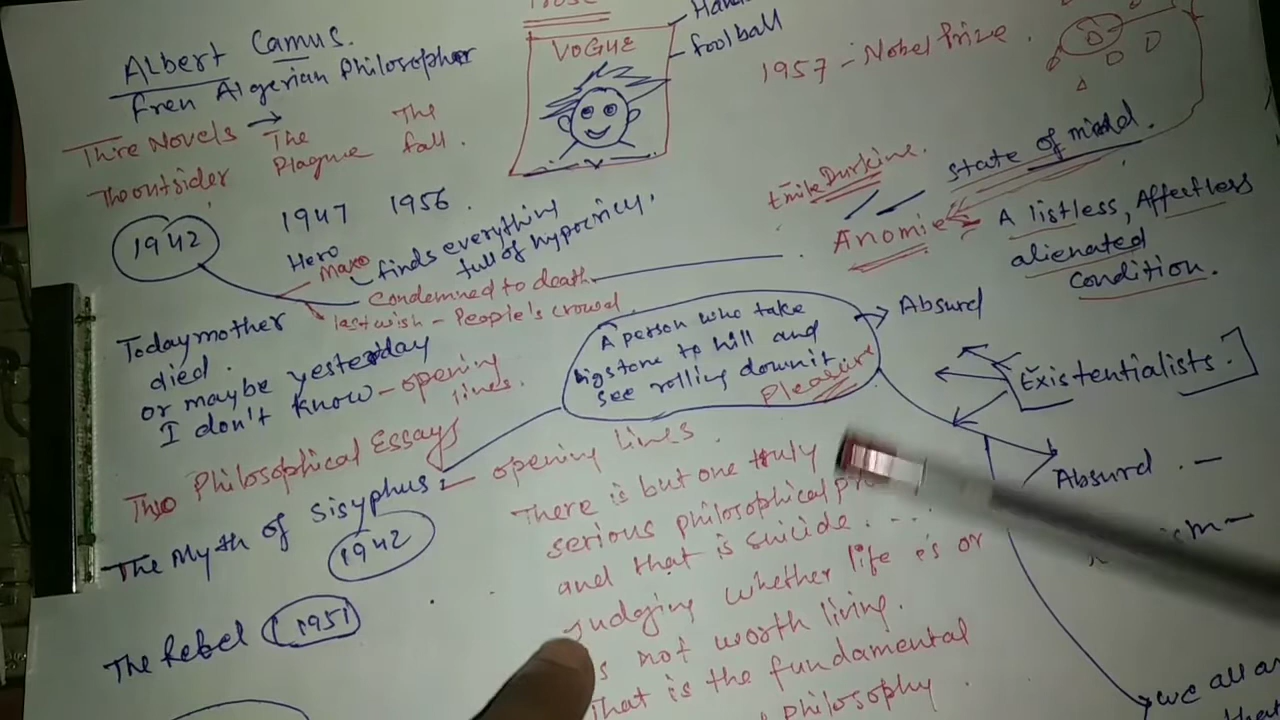 Albert Camus.
Fren Algerian Philosopher
Thire Novels → The Plague The fall.
The outsider
1942
1947 1956.
VOGUE
football
1957 - Nobel Prize.
Emile Durkine.
state of mind.
Anomie - A listless, Affectless
alienated
condition.
Hero
finds everything
full of hypocricy.
Condemned to death
last wish - People's crowd
Today mother
died.
or maybe yesterday
I don't know - opening
lines.
A person who take
big stone to hill and
see rolling down it.
Pleasure
Absurd
Existentialists.
Absurd. -
Two Philosophical Essays
The Myth of Sisyphus
1942
opening lines.
There is but one truly
serious philosophical
and that is suicide....
Judging whether life is or
not worth living.
that is the fundamental
philosophy.
The Rebel 1951
we all